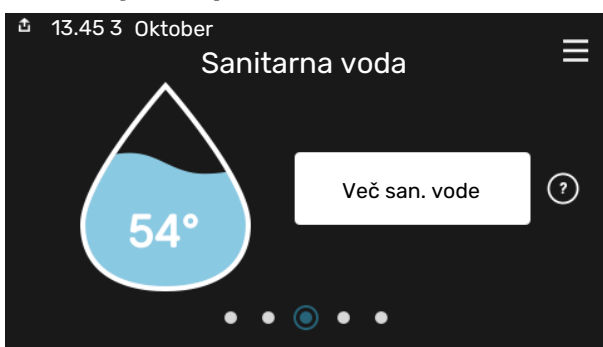 13.45 3 Oktober
Sanitarna voda
54°
Več san. vode
?